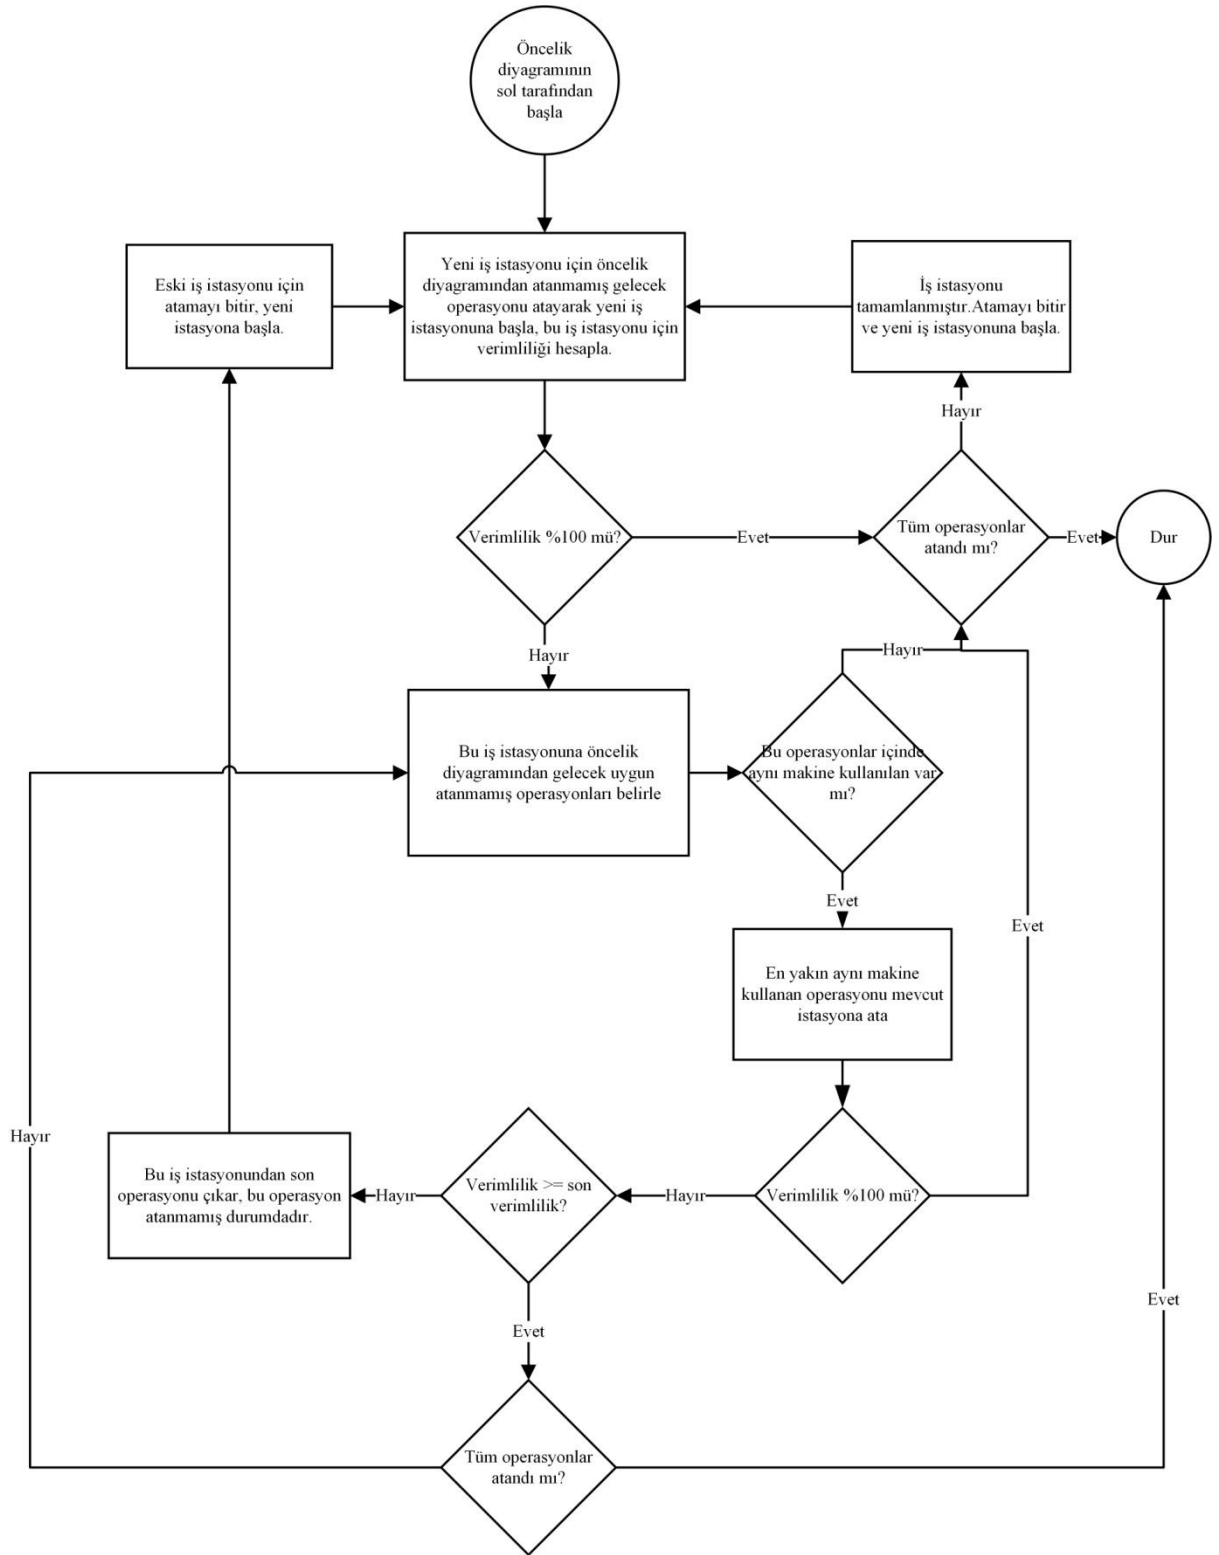 Öncelik
diyagramının
sol tarafından
başla
Eski iş istasyonu için
atamayı bitir, yeni
istasyona başla.
Yeni iş istasyonu için öncelik
diyagramından atanmamış gelecek
operasyonu atayarak yeni iş
istasyonuna başla, bu iş istasyonu için
verimliliği hesapla.
İş istasyonu
tamamlanmıştır.Atamayı bitir
ve yeni iş istasyonuna başla.
Hayır
Verimlilik %100 mü?
Evet
Tüm operasyonlar
atandı mı?
Evet
Dur
Hayır
Hayır
Bu iş istasyonuna öncelik
diyagramından gelecek uygun
atanmamış operasyonları belirle
Bu operasyonlar içinde
aynı makine kullanılan var
mı?
Evet
Evet
En yakın aynı makine
kullanan operasyonu mevcut
istasyona ata
Hayır
Bu iş istasyonundan son
operasyonu çıkar, bu operasyon
atanmamış durumdadır.
Hayır
Verimlilik >= son
verimlilik?
Hayır
Verimlilik %100 mü?
Evet
Evet
Tüm operasyonlar
atandı mı?